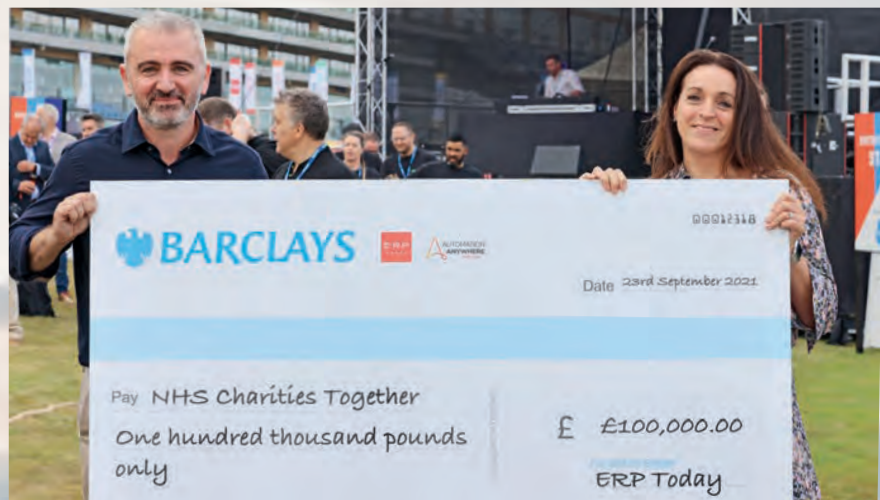 00012318
BARCLAYS
ERP
AUTOMATION
ANYWHERE
Date 23rd September 2021
Pay NHS Charities Together
One hundred thousand pounds
only
£ £100,000.00
ERP Today